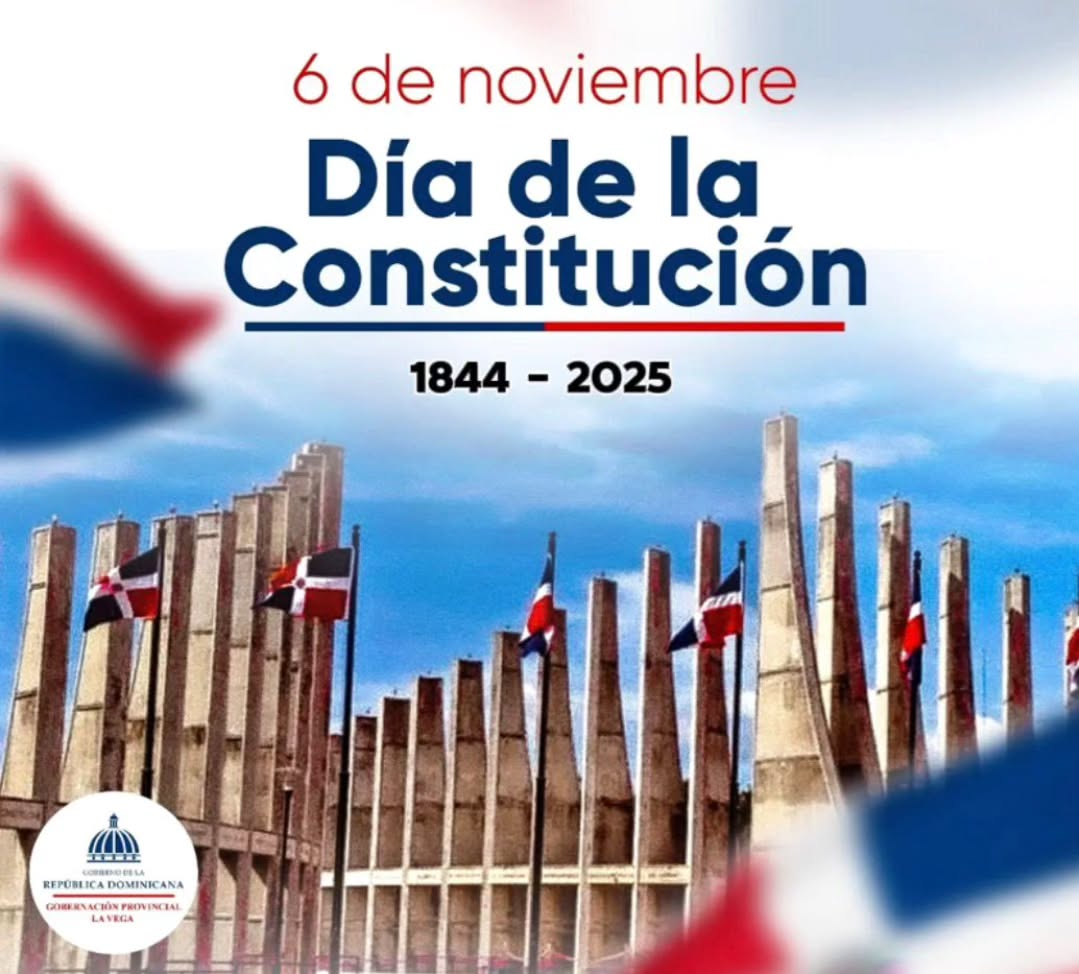 6 de noviembre
Día de la
Constitución
1844 - 2025
GOBIERNO DE LA
REPÚBLICA DOMINICANA
GOBERNACIÓN PROVINCIAL
LA VEGA